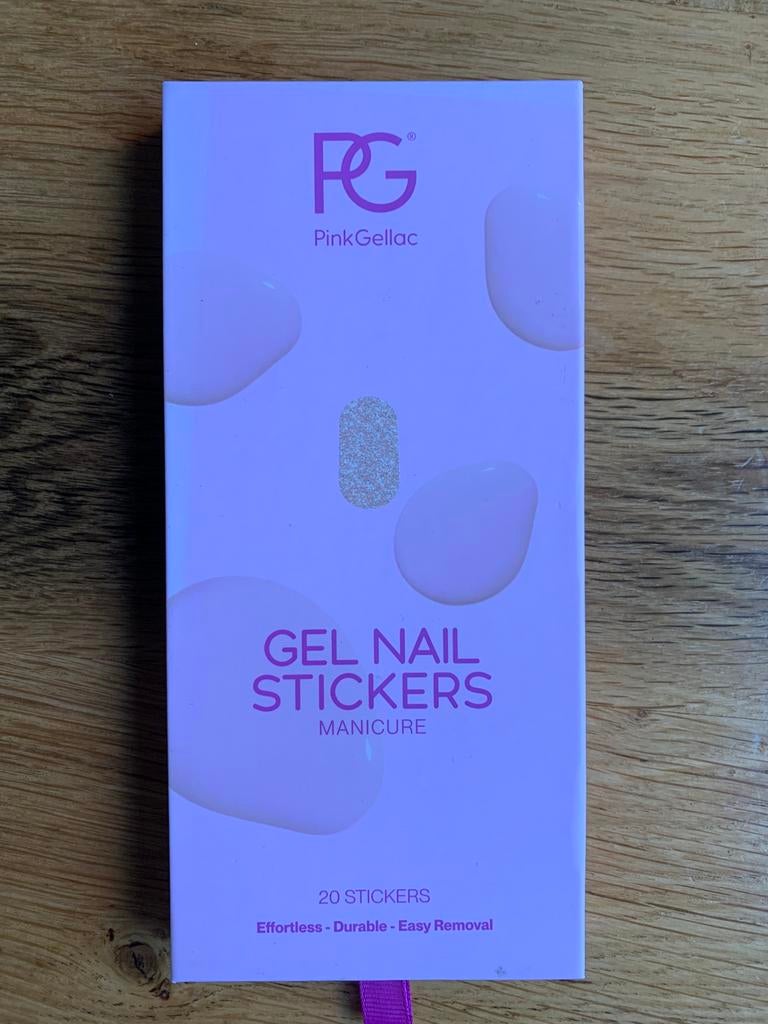 PG®
PinkGellac
GEL NAIL
STICKERS
MANICURE
20 STICKERS
Effortless - Durable - Easy Removal